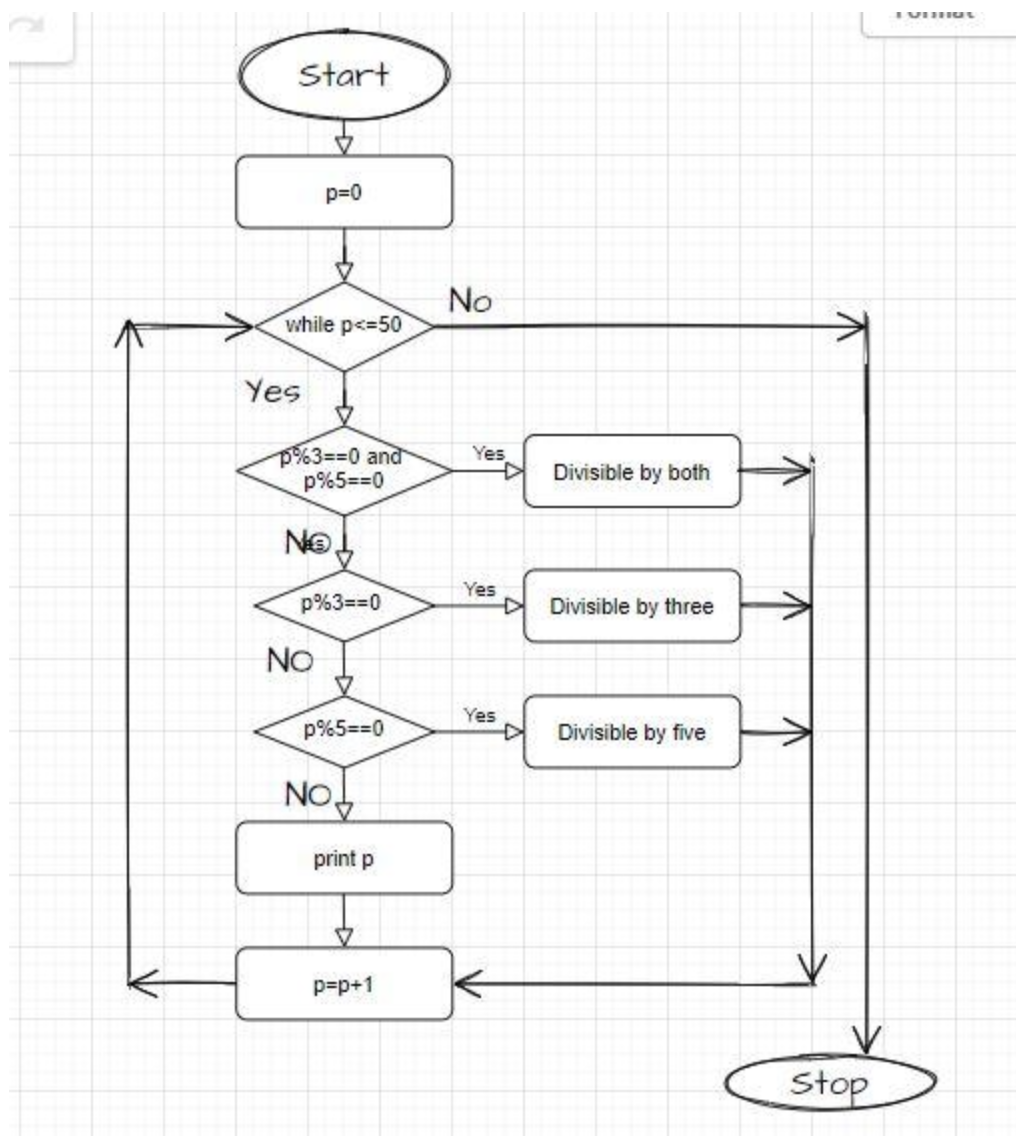 Format
Start
p=0
while p<=50
No
Yes
p%3==0 and
p%5==0
Yes
Divisible by both
NO
p%3==0
Yes
Divisible by three
NO
p%5==0
Yes
Divisible by five
NO
print p
p=p+1
Stop